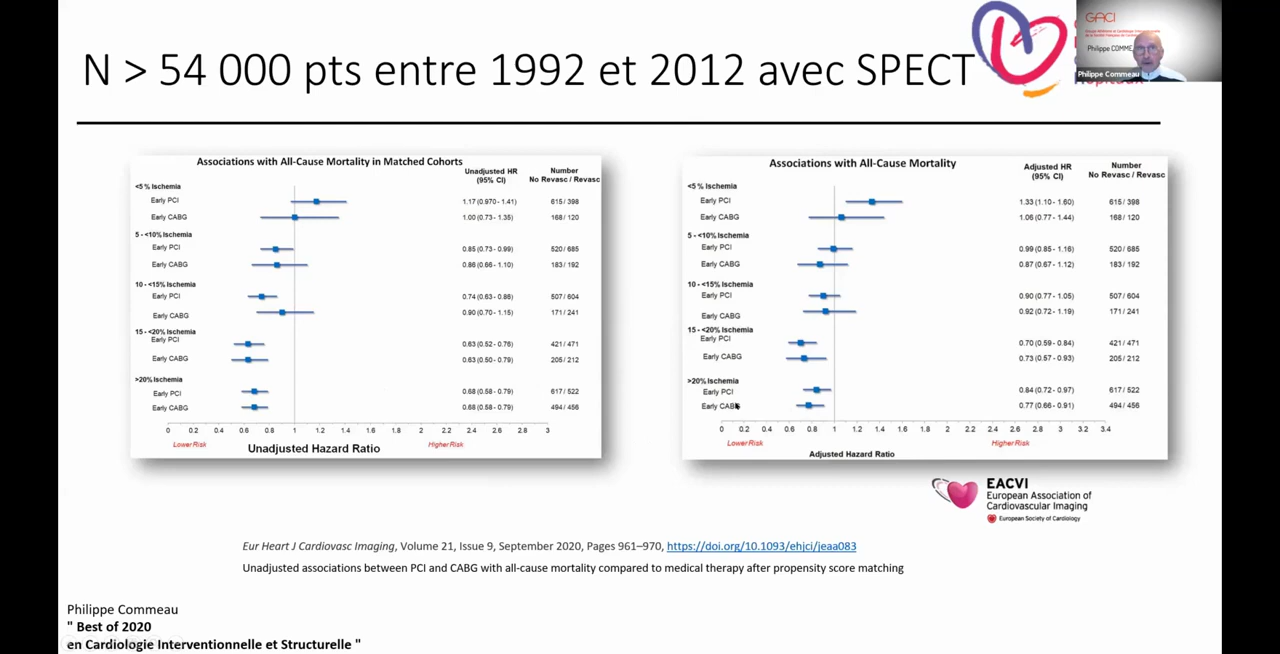 N > 54 000 pts entre 1992 et 2012 avec SPECT
GACI
Philippe COMME
Philippe Commeau
Associations with All-Cause Mortality in Matched Cohorts
Unadjusted HR
(95% CI)
Number
No Revasc / Revasc
<5 % Ischemia
Early PCI 1.17 (0.970 - 1.41) 615 / 398
Early CABG 1.00 (0.73 - 1.35) 168 / 120
5 - <10% Ischemia
Early PCI 0.85 (0.73 - 0.99) 520 / 685
Early CABG 0.86 (0.66 - 1.10) 183 / 192
10 - <15% Ischemia
Early PCI 0.74 (0.63 - 0.88) 507 / 604
Early CABG 0.90 (0.70 - 1.15) 171 / 241
15 - <20% Ischemia
Early PCI 0.63 (0.52 - 0.76) 421 / 471
Early CABG 0.63 (0.50 - 0.79) 205 / 212
>20% Ischemia
Early PCI 0.68 (0.58 - 0.79) 617 / 522
Early CABG 0.68 (0.58 - 0.79) 494 / 456
0 0.2 0.4 0.6 0.8 1 1.2 1.4 1.6 1.8 2 2.2 2.4 2.6 2.8 3
Lower Risk Higher Risk
Unadjusted Hazard Ratio
Associations with All-Cause Mortality
Adjusted HR
(95% CI)
Number
No Revasc / Revasc
<5% Ischemia
Early PCI 1.33 (1.10 - 1.60) 615 / 398
Early CABG 1.06 (0.77 - 1.44) 168 / 120
5 - <10% Ischemia
Early PCI 0.99 (0.85 - 1.16) 520 / 685
Early CABG 0.87 (0.67 - 1.12) 183 / 192
10 - <15% Ischemia
Early PCI 0.90 (0.77 - 1.05) 507 / 604
Early CABG 0.92 (0.72 - 1.19) 171 / 241
15 - <20% Ischemia
Early PCI 0.70 (0.59 - 0.84) 421 / 471
Early CABG 0.73 (0.57 - 0.93) 205 / 212
>20% Ischemia
Early PCI 0.84 (0.72 - 0.97) 617 / 522
Early CABG 0.77 (0.66 - 0.91) 494 / 456
0 0.2 0.4 0.6 0.8 1 1.2 1.4 1.6 1.8 2 2.2 2.4 2.6 2.8 3 3.2 3.4
Lower Risk Higher Risk
Adjusted Hazard Ratio
EACVI
European Association of
Cardiovascular Imaging
European Society of Cardiology
Eur Heart J Cardiovasc Imaging, Volume 21, Issue 9, September 2020, Pages 961–970, https://doi.org/10.1093/ehjci/jeaa083
Unadjusted associations between PCI and CABG with all-cause mortality compared to medical therapy after propensity score matching
Philippe Commeau
" Best of 2020
en Cardiologie Interventionnelle et Structurelle "